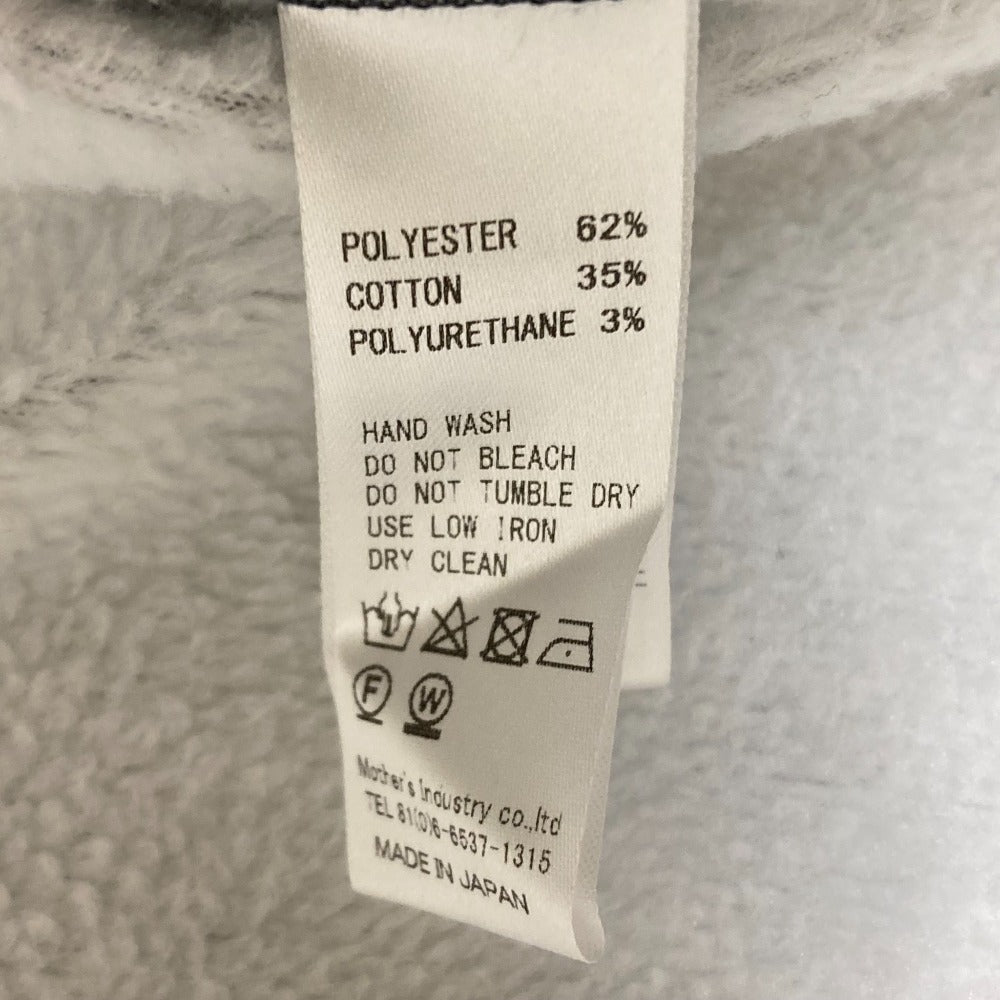 POLYESTER 62%
COTTON 35%
POLYURETHANE 3%
HAND WASH
DO NOT BLEACH
DO NOT TUMBLE DRY
USE LOW IRON
DRY CLEAN
F W
Mother's Industry co.,ltd
TEL 81(0)6-6537-1315
MADE IN JAPAN